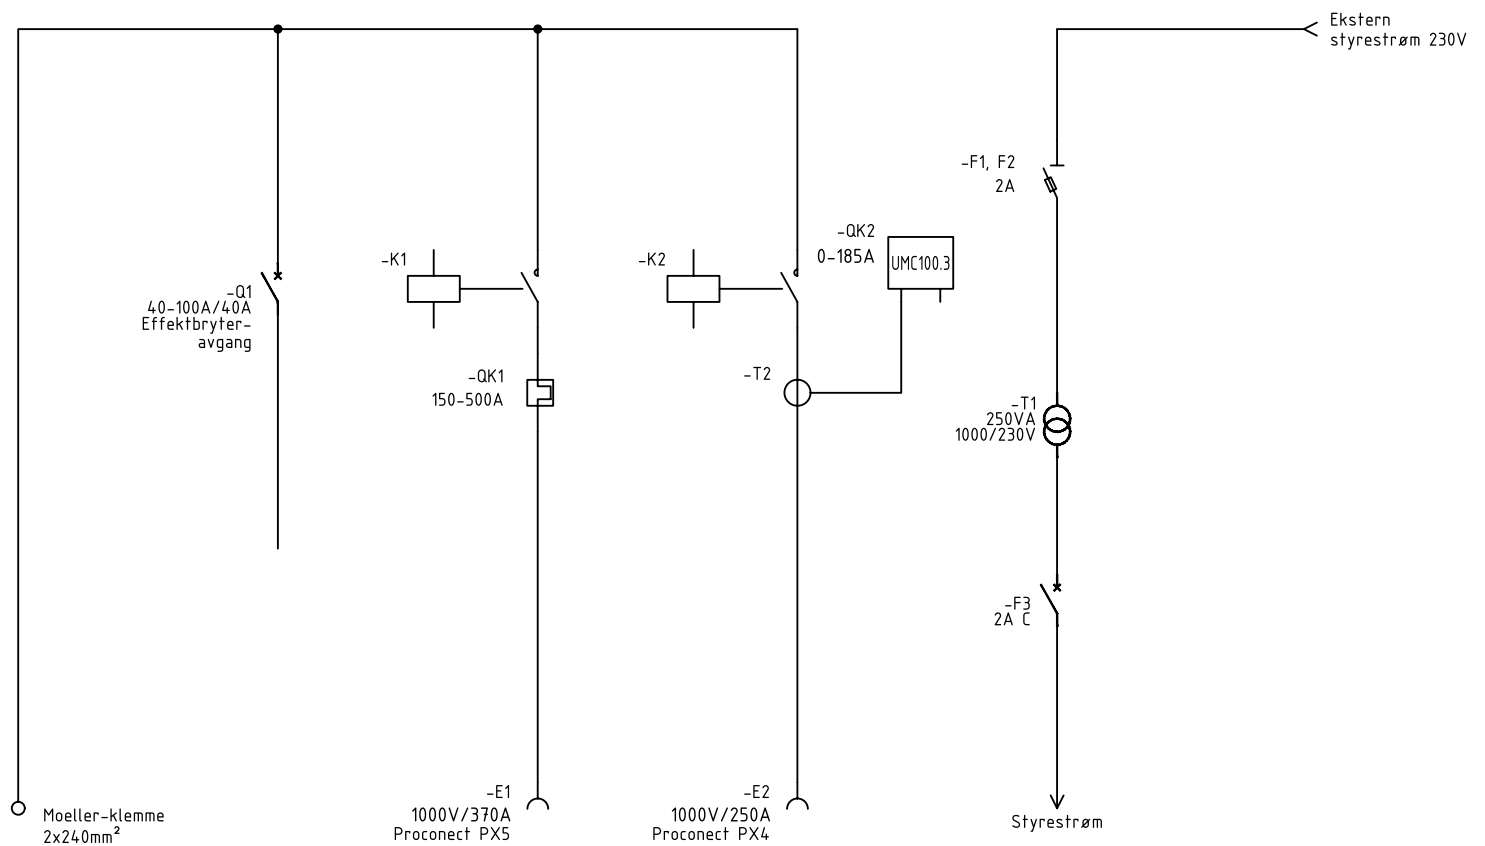 Ekstern
styrestrøm 230V
-F1, F2
2A
-QK2
0-185A
UMC100.3
-K1
-K2
-Q1
40-100A/40A
Effektbryter-
avgang
-QK1
150-500A
-T2
-T1
250VA
1000/230V
-F3
2A C
Moeller-klemme
2x240mm²
-E1
1000V/370A
Proconect PX5
-E2
1000V/250A
Proconect PX4
Styrestrøm